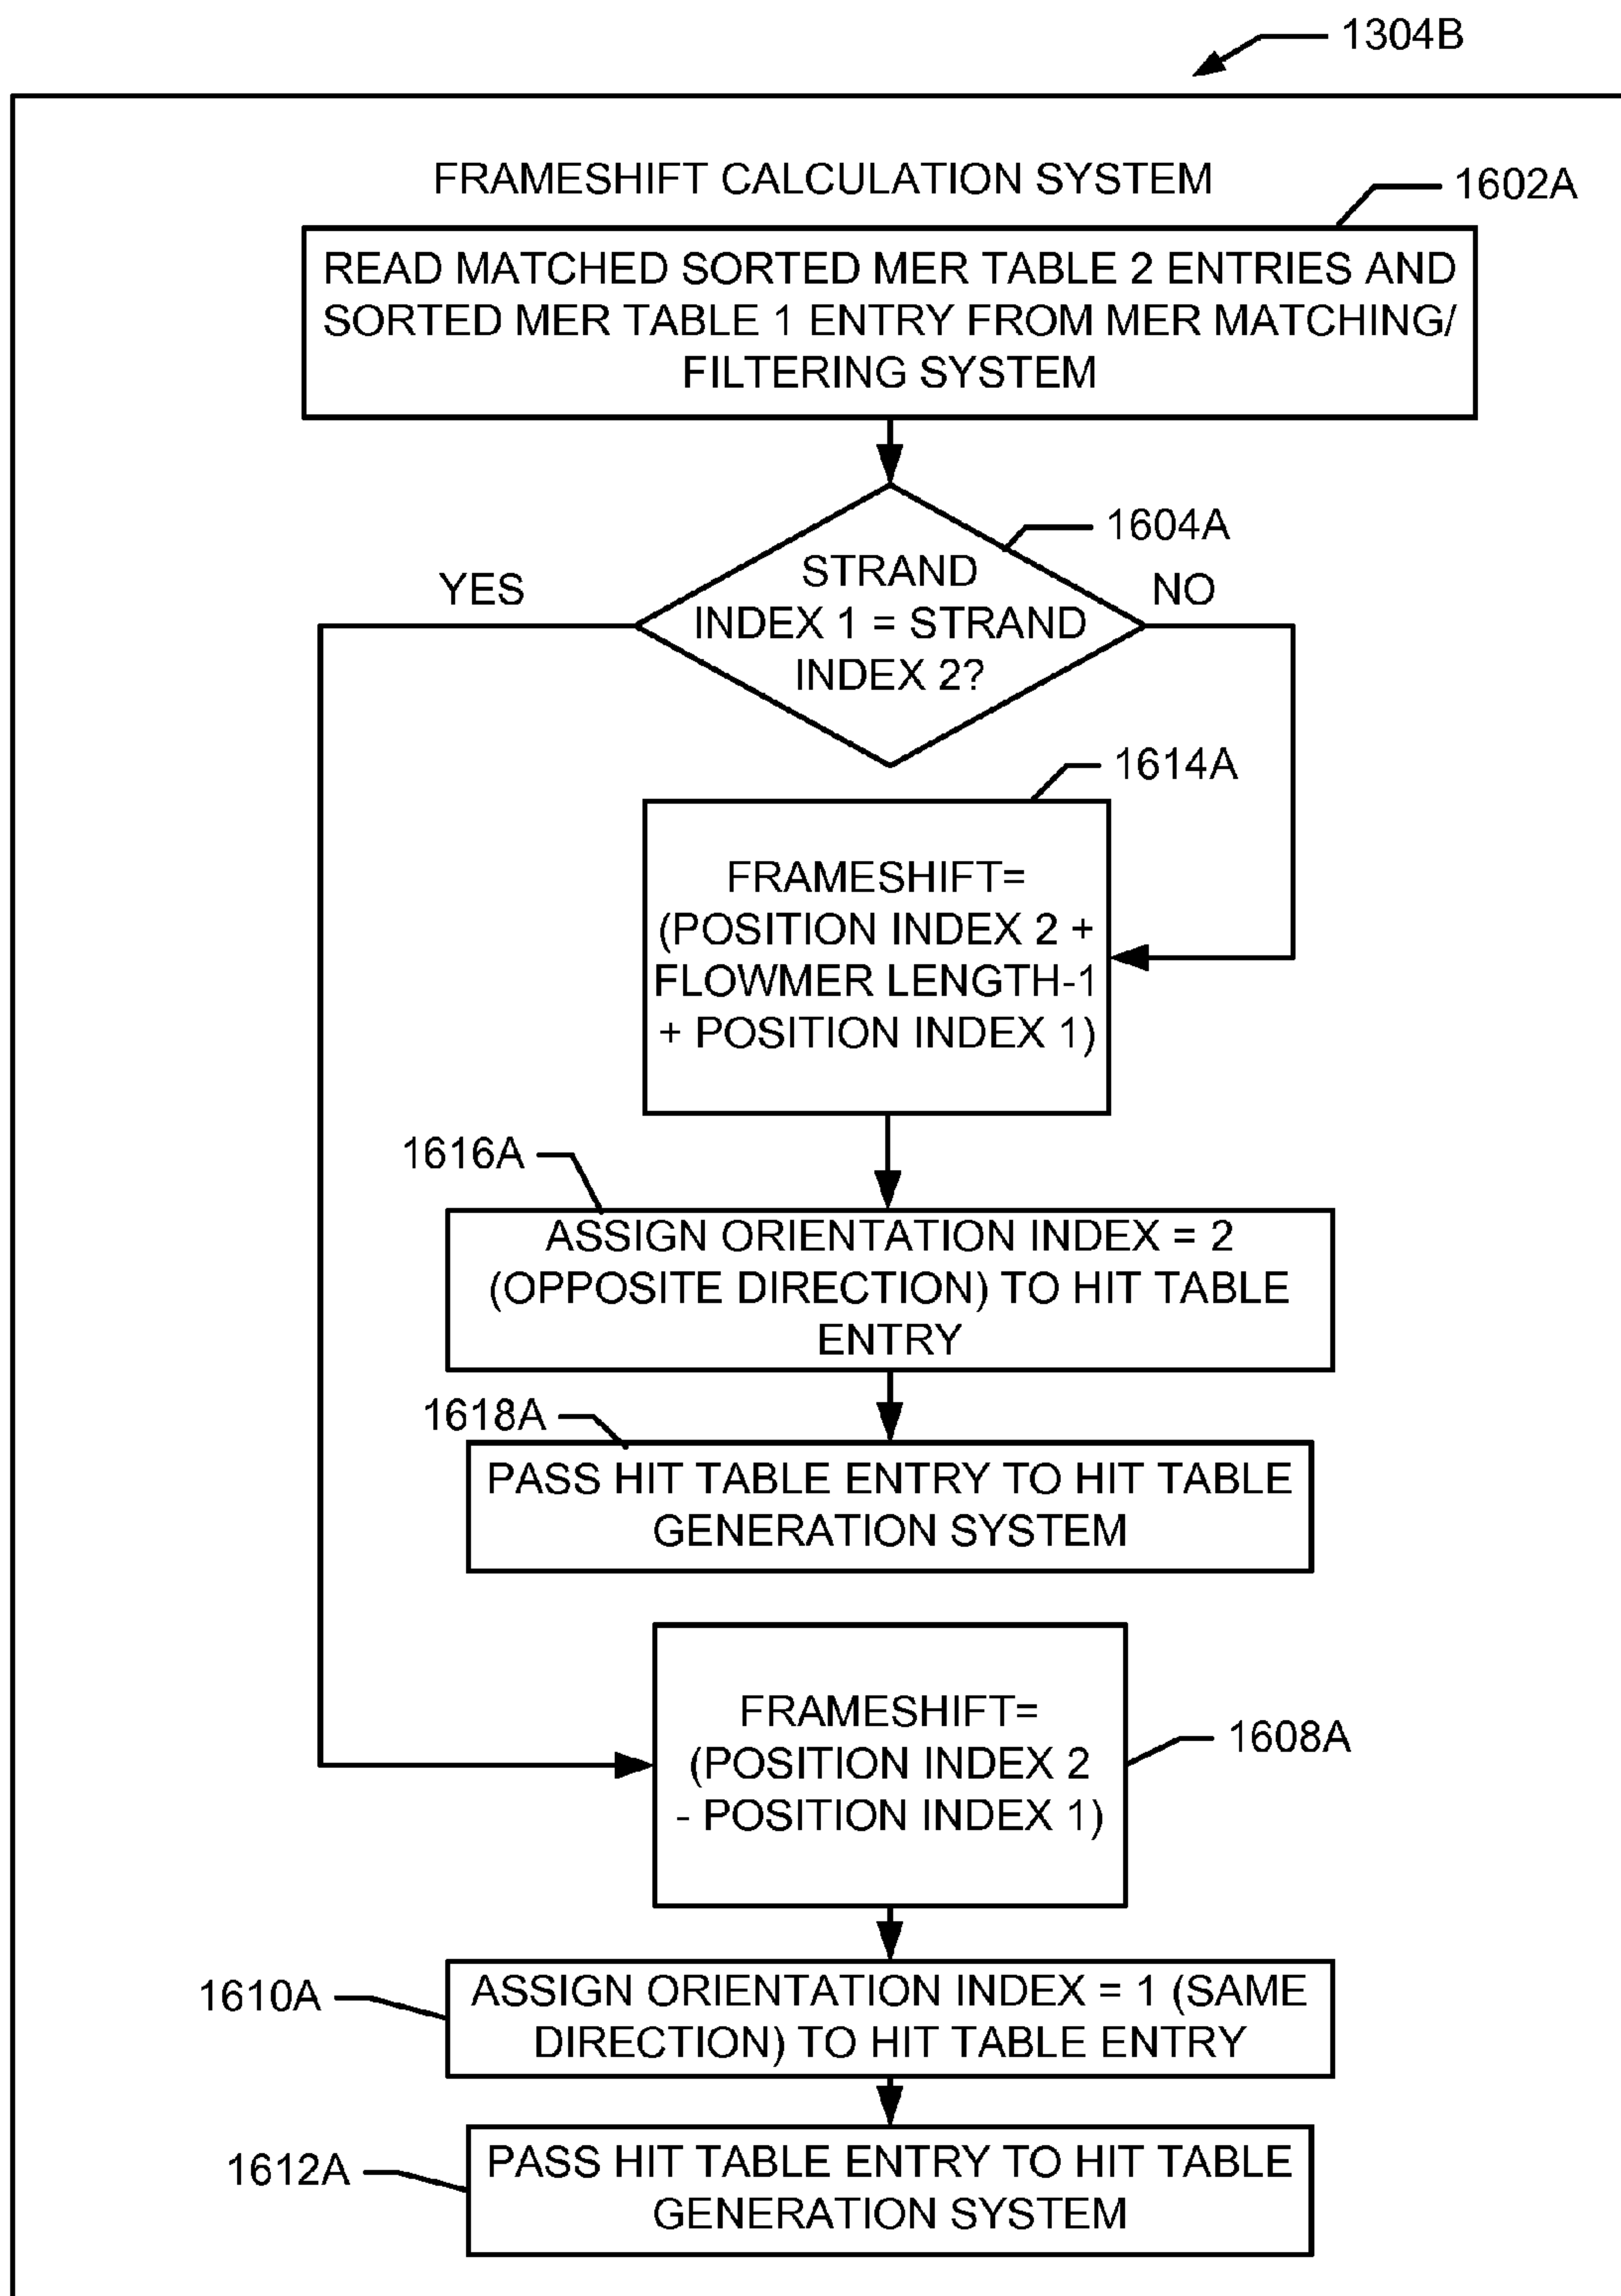 1304B
FRAMESHIFT CALCULATION SYSTEM
1602A
READ MATCHED SORTED MER TABLE 2 ENTRIES AND
SORTED MER TABLE 1 ENTRY FROM MER MATCHING/
FILTERING SYSTEM
1604A
STRAND
INDEX 1 = STRAND
INDEX 2?
YES
NO
1614A
FRAMESHIFT=
(POSITION INDEX 2 +
FLOWMER LENGTH-1
+ POSITION INDEX 1)
1616A
ASSIGN ORIENTATION INDEX = 2
(OPPOSITE DIRECTION) TO HIT TABLE
ENTRY
1618A
PASS HIT TABLE ENTRY TO HIT TABLE
GENERATION SYSTEM
FRAMESHIFT=
(POSITION INDEX 2
- POSITION INDEX 1)
1608A
1610A
ASSIGN ORIENTATION INDEX = 1 (SAME
DIRECTION) TO HIT TABLE ENTRY
1612A
PASS HIT TABLE ENTRY TO HIT TABLE
GENERATION SYSTEM